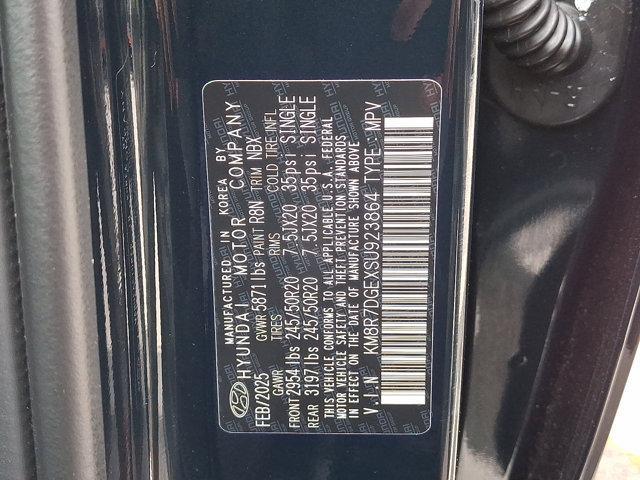 MANUFACTURED IN KOREA BY
HYUNDAI MOTOR COMPANY
FEB/2025 GVWR 5871 lbs PAINT R8N TRIM NBX
GAWR TIRES RIMS COLD TIRE INFL
FRONT 2954 lbs 245/50R20 7.5JX20 35psi SINGLE
REAR 3197 lbs 245/50R20 7.5JX20 35psi SINGLE
THIS VEHICLE CONFORMS TO ALL APPLICABLE U.S.A. FEDERAL
MOTOR VEHICLE SAFETY AND THEFT PREVENTION STANDARDS
IN EFFECT ON THE DATE OF MANUFACTURE SHOWN ABOVE.
V.I.N : KM8R7DGEXSU923864 TYPE : MPV